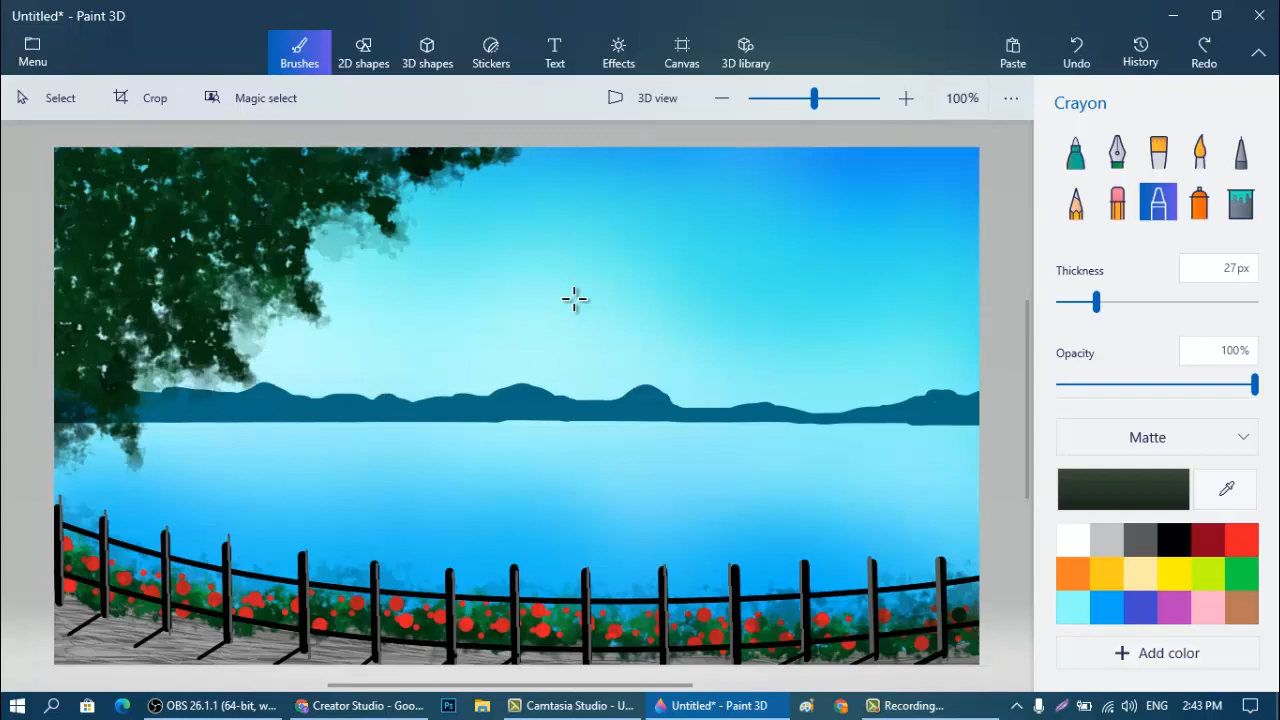 Untitled* - Paint 3D
Menu
Brushes
2D shapes
3D shapes
Stickers
Text
Effects
Canvas
3D library
Paste
Undo
History
Redo
Select
Crop
Magic select
3D view
100%
Crayon
Thickness
27px
Opacity
100%
Matte
+ Add color
OBS 26.1.1 (64-bit, w...
Creator Studio - Goo...
Ps
Camtasia Studio - U...
Untitled* - Paint 3D
Recording...
ENG
2:43 PM